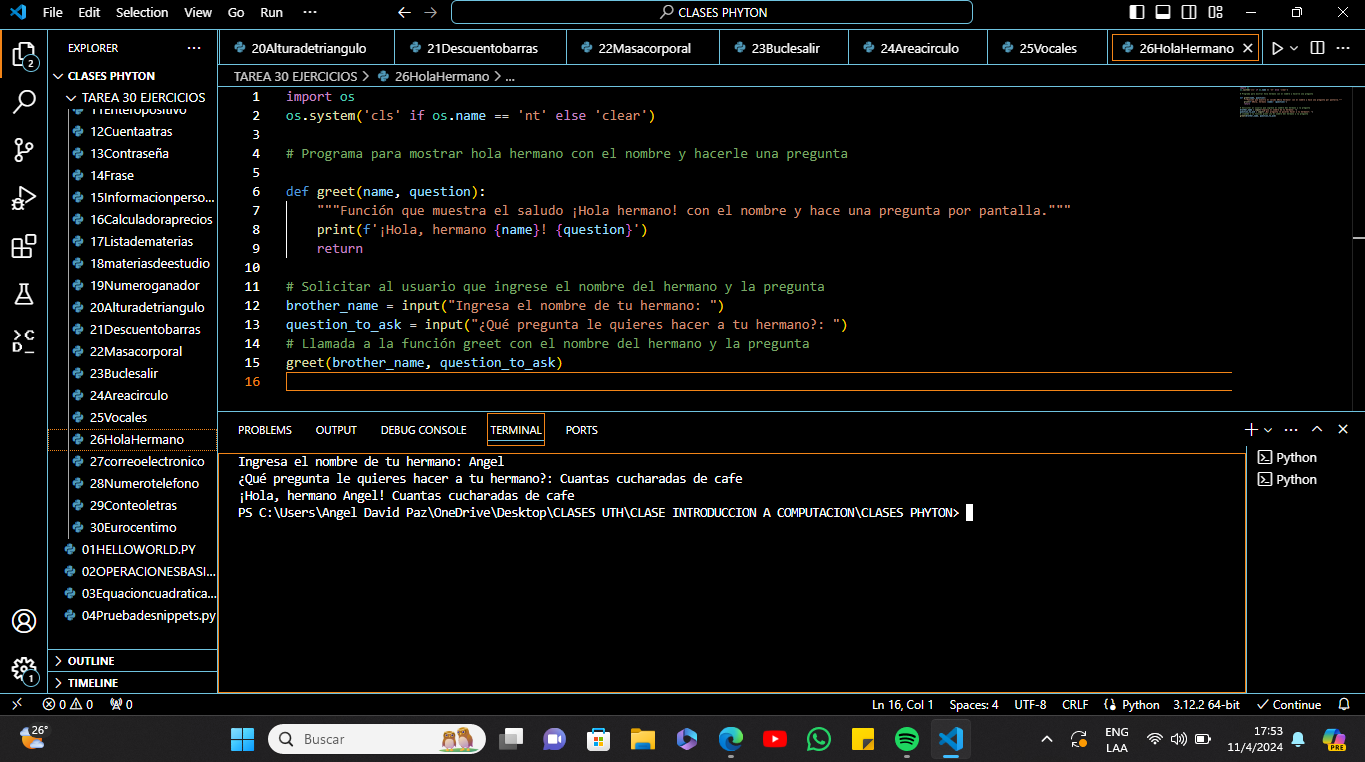 File Edit Selection View Go Run ··· CLASES PHYTON
EXPLORER ···
20Alturadetriangulo 21Descuentobarras 22Masacorporal 23Buclesalir 24Areacirculo 25Vocales 26HolaHermano
TAREA 30 EJERCICIOS > 26HolaHermano > ...
CLASES PHYTON
TAREA 30 EJERCICIOS
11Enteropositivo
12Cuentaatras
13Contraseña
14Frase
15Informacionperso...
16Calculadoraprecios
17Listadematerias
18materiasdeestudio
19Numeroganador
20Alturadetriangulo
21Descuentobarras
22Masacorporal
23Buclesalir
24Areacirculo
25Vocales
26HolaHermano
27correoelectronico
28Numerotelefono
29Conteoletras
30Eurocentimo
01HELLOWORLD.PY
02OPERACIONESBASI...
03Equacioncuadratica...
04Pruebadesnippets.py
OUTLINE
TIMELINE
1 import os
2 os.system('cls' if os.name == 'nt' else 'clear')
3
4 # Programa para mostrar hola hermano con el nombre y hacerle una pregunta
5
6 def greet(name, question):
7 """Función que muestra el saludo ¡Hola hermano! con el nombre y hace una pregunta por pantalla."""
8 print(f'¡Hola, hermano {name}! {question}')
9 return
10
11 # Solicitar al usuario que ingrese el nombre del hermano y la pregunta
12 brother_name = input("Ingresa el nombre de tu hermano: ")
13 question_to_ask = input("¿Qué pregunta le quieres hacer a tu hermano?: ")
14 # Llamada a la función greet con el nombre del hermano y la pregunta
15 greet(brother_name, question_to_ask)
16
PROBLEMS OUTPUT DEBUG CONSOLE TERMINAL PORTS
Ingresa el nombre de tu hermano: Angel
¿Qué pregunta le quieres hacer a tu hermano?: Cuantas cucharadas de cafe
¡Hola, hermano Angel! Cuantas cucharadas de cafe
PS C:\Users\Angel David Paz\OneDrive\Desktop\CLASES UTH\CLASE INTRODUCCION A COMPUTACION\CLASES PHYTON>
Python
Python
2
1
0 0 0 Ln 16, Col 1 Spaces: 4 UTF-8 CRLF Python 3.12.2 64-bit Continue
26° Buscar ENG 17:53
LAA 11/4/2024 PRE